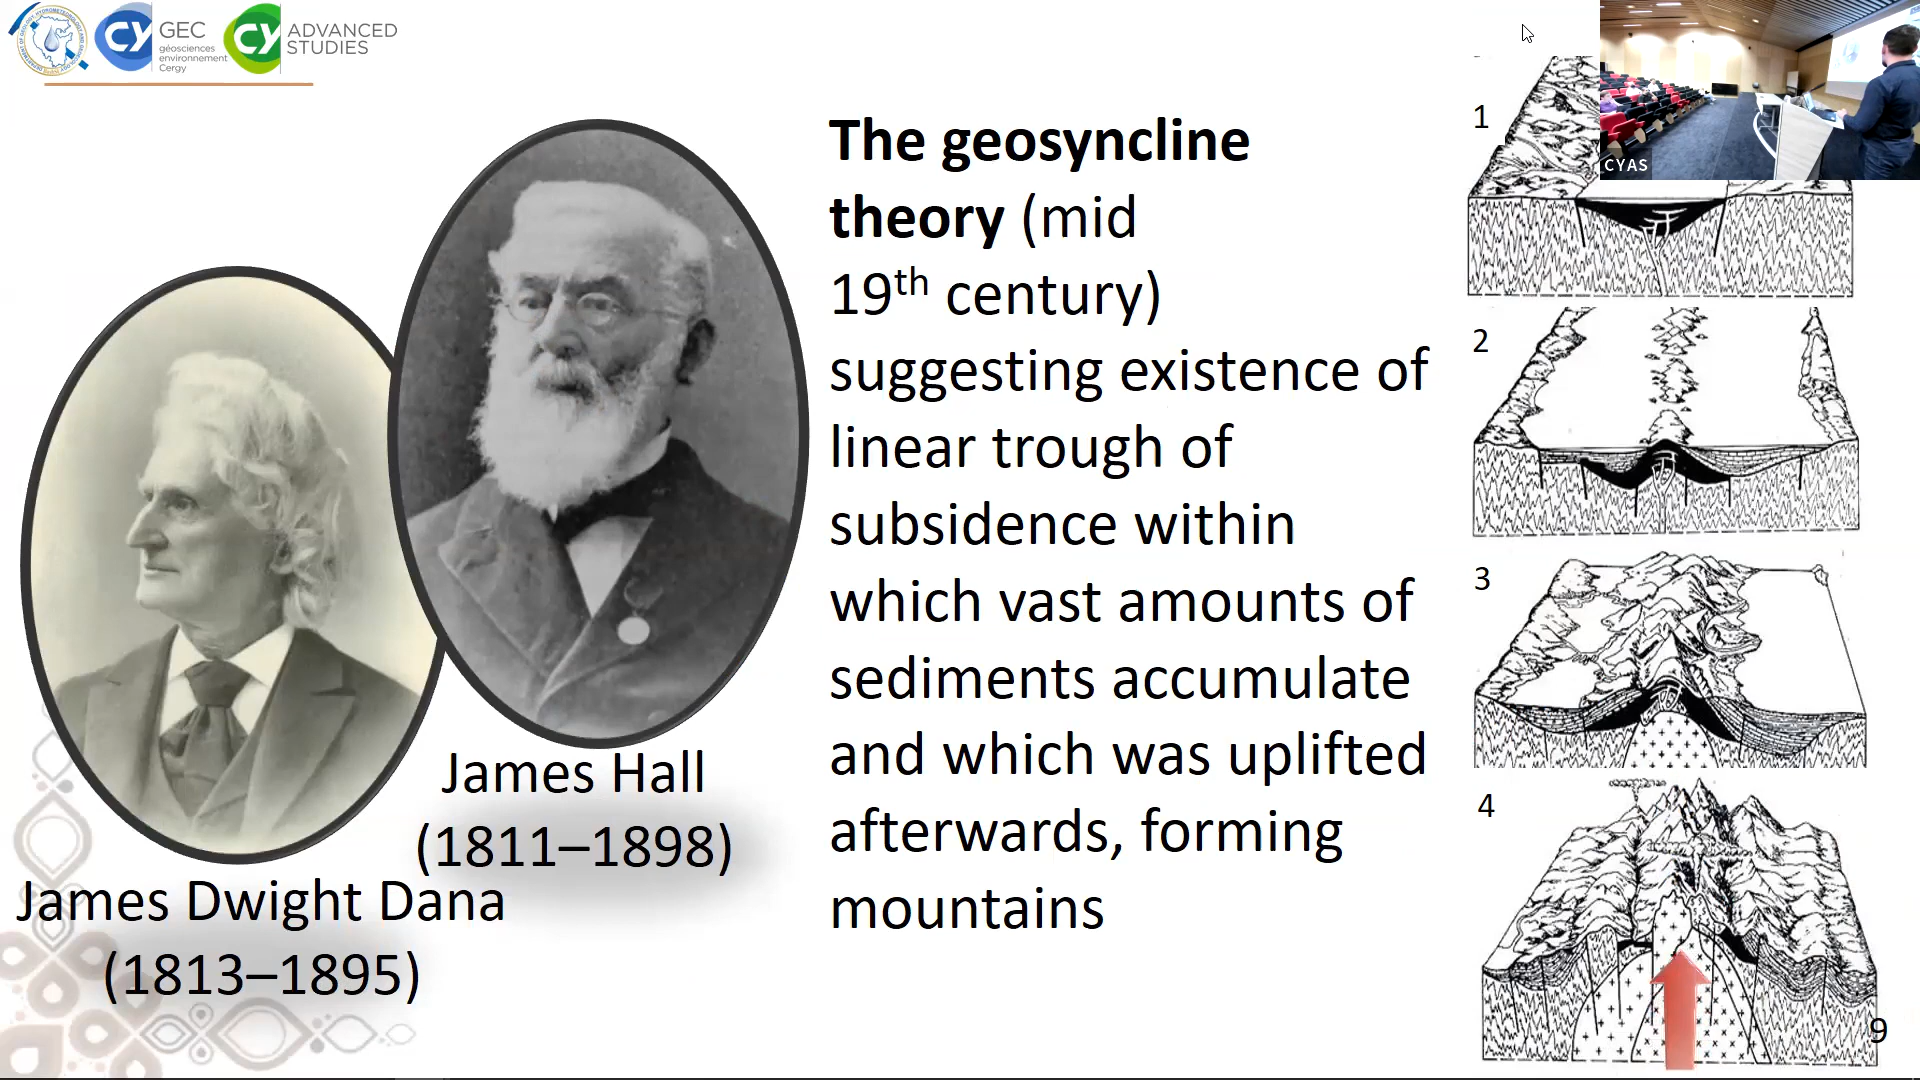 CY
GEC
géosciences
environnement
Cergy
CY
ADVANCED
STUDIES
CYAS
The geosyncline
theory (mid
19th century)
suggesting existence of
linear trough of
subsidence within
which vast amounts of
sediments accumulate
and which was uplifted
afterwards, forming
mountains
James Hall
(1811–1898)
James Dwight Dana
(1813–1895)
1
2
3
4
9